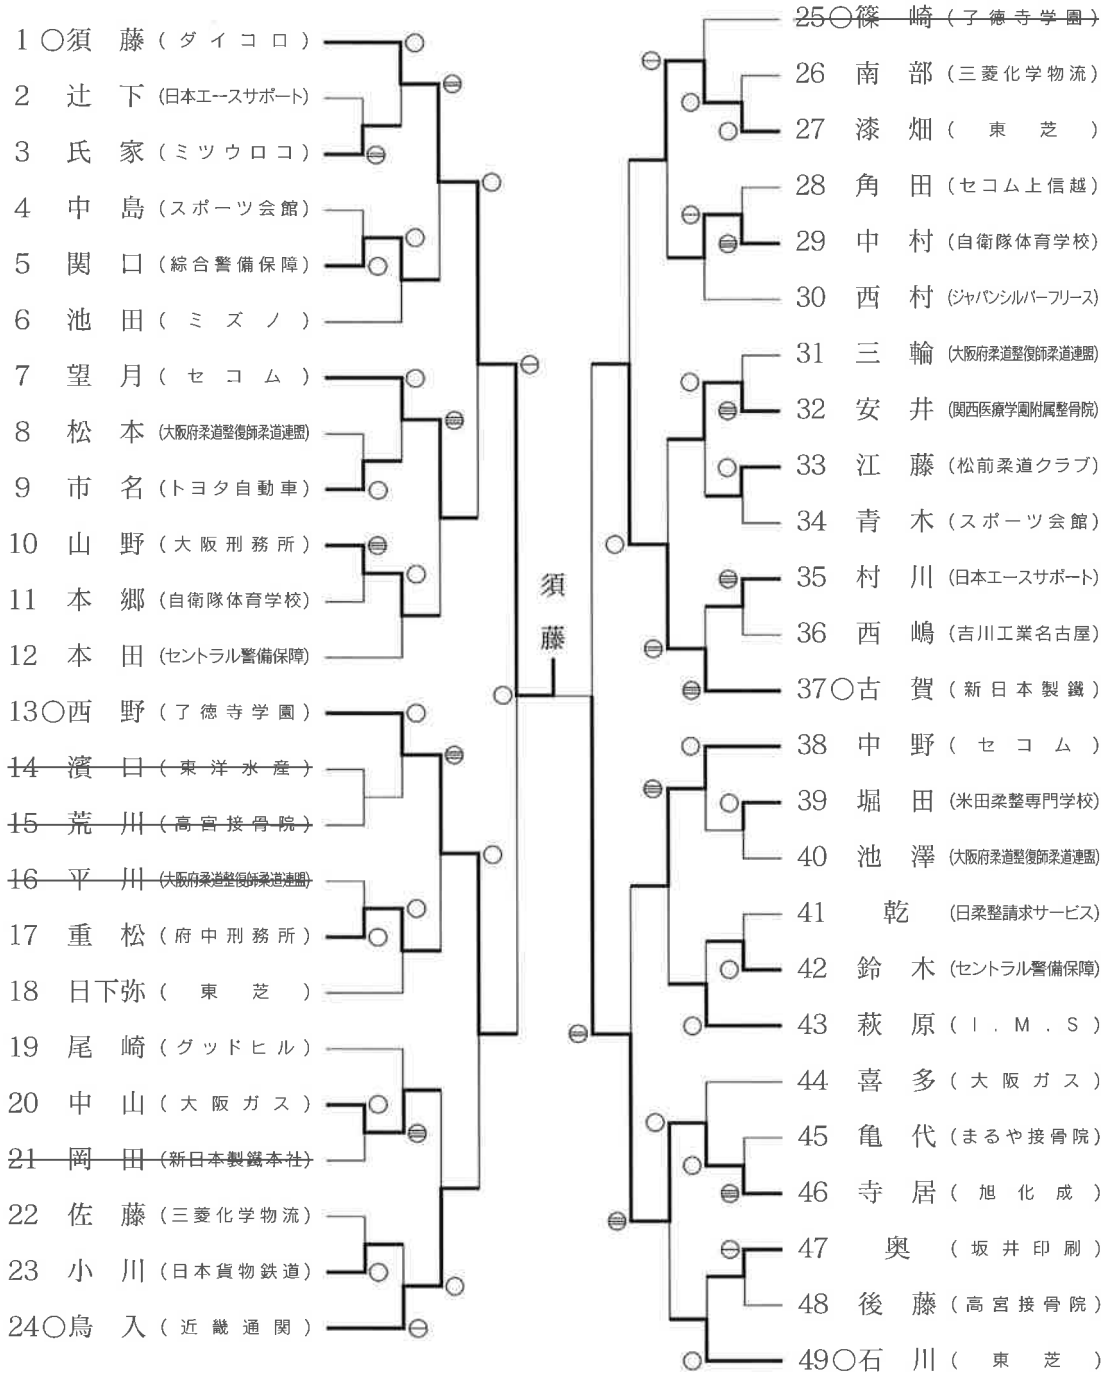 1 ○須藤 (ダイコロ)
2 辻下 (日本エースサポート)
3 氏家 (ミツウロコ)
4 中島 (スポーツ会館)
5 関口 (綜合警備保障)
6 池田 (ミズノ)
7 望月 (セコム)
8 松本 (大阪府柔道整復師柔道連盟)
9 市名 (トヨタ自動車)
10 山野 (大阪刑務所)
11 本郷 (自衛隊体育学校)
12 本田 (セントラル警備保障)
13○西野 (了徳寺学園)
14 濱口 (東洋水産)
15 荒川 (高宮接骨院)
16 平川 (大阪府柔道整復師柔道連盟)
17 重松 (府中刑務所)
18 日下弥 (東芝)
19 尾崎 (グッドヒル)
20 中山 (大阪ガス)
21 岡田 (新日本製鐵本社)
22 佐藤 (三菱化学物流)
23 小川 (日本貨物鉄道)
24○鳥入 (近畿通関)
須藤
25○篠崎 (了徳寺学園)
26 南部 (三菱化学物流)
27 漆畑 (東芝)
28 角田 (セコム上信越)
29 中村 (自衛隊体育学校)
30 西村 (ジャパンシルバーフリース)
31 三輪 (大阪府柔道整復師柔道連盟)
32 安井 (関西医療学園附属整骨院)
33 江藤 (松前柔道クラブ)
34 青木 (スポーツ会館)
35 村川 (日本エースサポート)
36 西嶋 (吉川工業名古屋)
37○古賀 (新日本製鐵)
38 中野 (セコム)
39 堀田 (米田柔整専門学校)
40 池澤 (大阪府柔道整復師柔道連盟)
41 乾 (日柔整請求サービス)
42 鈴木 (セントラル警備保障)
43 萩原 (I.M.S)
44 喜多 (大阪ガス)
45 亀代 (まるや接骨院)
46 寺居 (旭化成)
47 奥 (坂井印刷)
48 後藤 (高宮接骨院)
49○石川 (東芝)